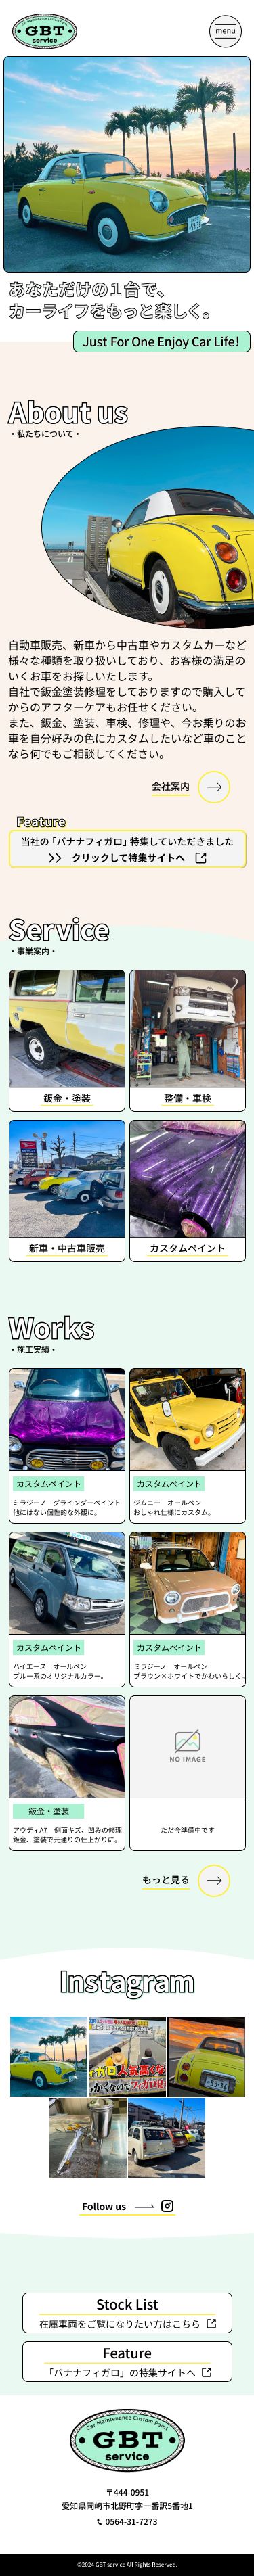 Car Maintenance Custom Paint
GBT
service
menu
あなただけの１台で、
カーライフをもっと楽しく。
Just For One Enjoy Car Life!
About us
・私たちについて・
自動車販売、新車から中古車やカスタムカーなど
様々な種類を取り扱いしており、お客様の満足の
いくお車をお探しいたします。
自社で鈑金塗装修理をしておりますので購入して
からのアフターケアもお任せください。
また、鈑金、塗装、車検、修理や、今お乗りのお
車を自分好みの色にカスタムしたいなど車のこと
なら何でもご相談してください。
会社案内
Feature
当社の「バナナフィガロ」特集していただきました
クリックして特集サイトへ
Service
・事業案内・
鈑金・塗装
整備・車検
新車・中古車販売
カスタムペイント
Works
・施工実績・
カスタムペイント
ミラジーノ　グラインダーペイント
他にはない個性的な外観に。
カスタムペイント
ジムニー　オールペン
おしゃれ仕様にカスタム。
カスタムペイント
ハイエース　オールペン
ブルー系のオリジナルカラー。
カスタムペイント
ミラジーノ　オールペン
ブラウン×ホワイトでかわいらしく。
鈑金・塗装
アウディA7　側面キズ、凹みの修理
鈑金、塗装で元通りの仕上がりに。
NO IMAGE
ただ今準備中です
もっと見る
Instagram
Follow us
Stock List
在庫車両をご覧になりたい方はこちら
Feature
「バナナフィガロ」の特集サイトへ
Car Maintenance Custom Paint
GBT
service
〒444-0951
愛知県岡崎市北野町字一番訳5番地1
0564-31-7273
©2024 GBT service All Rights Reserved.